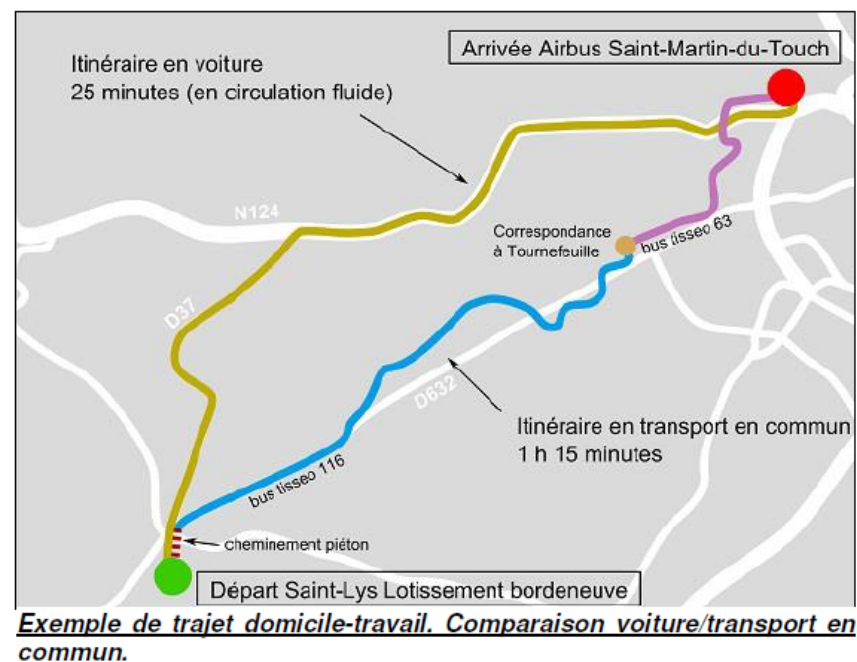 Arrivée Airbus Saint-Martin-du-Touch
Itinéraire en voiture
25 minutes (en circulation fluide)
N124
Correspondance
à Tournefeuille
bus tisseo 63
D37
D632
Itinéraire en transport en commun
1 h 15 minutes
bus tisseo 116
cheminement piéton
Départ Saint-Lys Lotissement bordeneuve
Exemple de trajet domicile-travail. Comparaison voiture/transport en
commun.